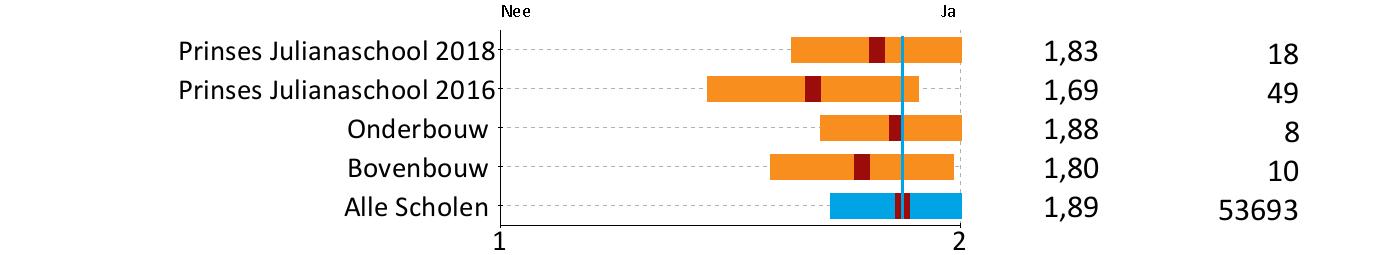 Nee Ja
Prinses Julianaschool 2018 1,83 18
Prinses Julianaschool 2016 1,69 49
Onderbouw 1,88 8
Bovenbouw 1,80 10
Alle Scholen 1,89 53693
1 2